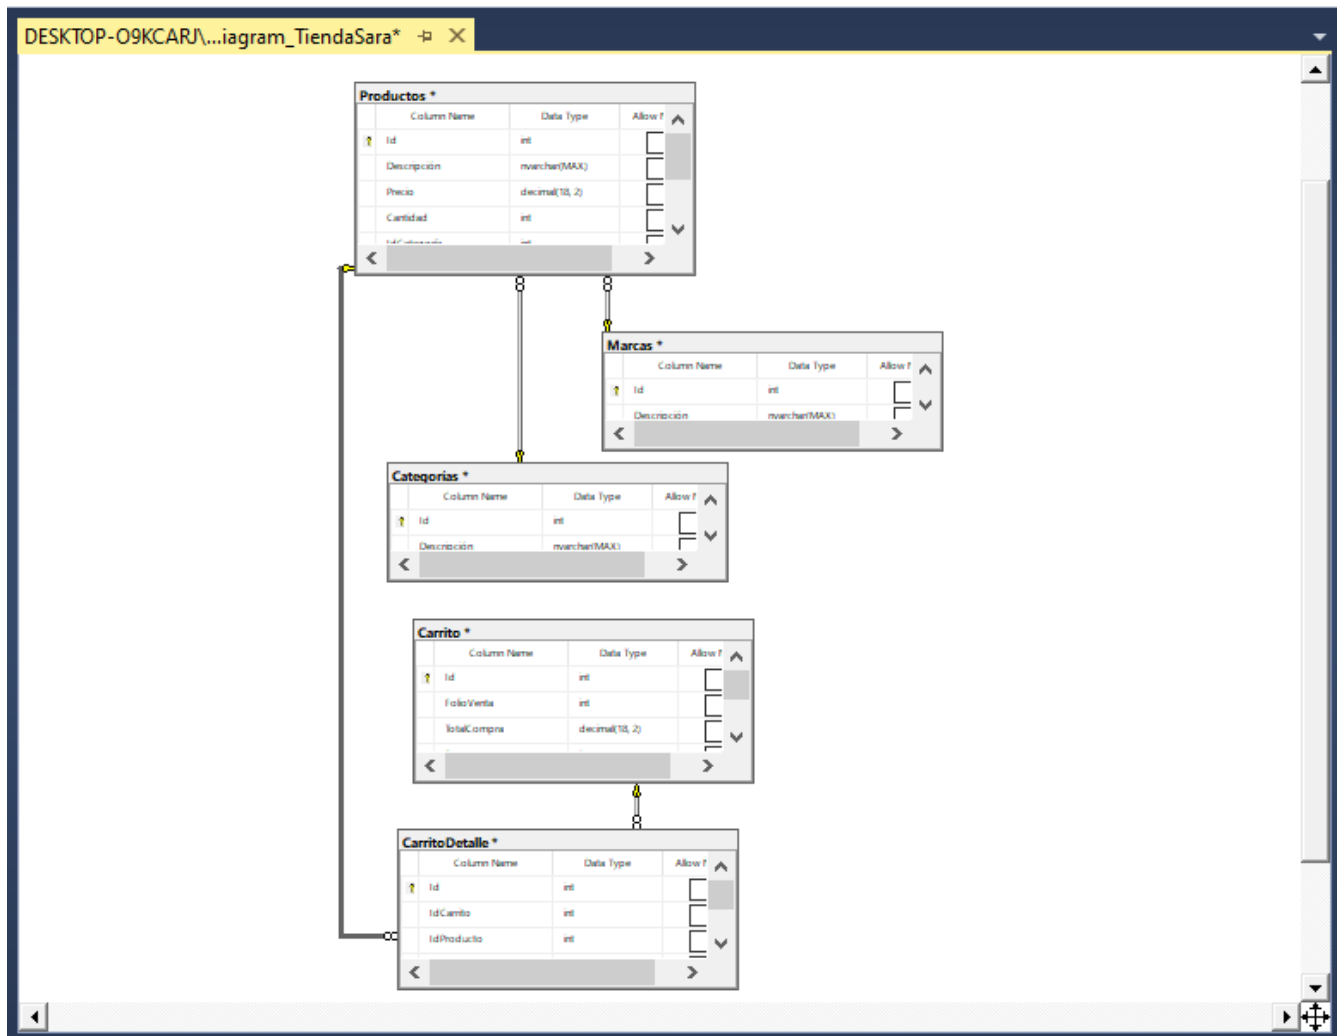 DESKTOP-O9KCARJ\...iagram_TiendaSara*
Productos *
Column Name Data Type Allow N
Id int
Descripción nvarchar(MAX)
Precio decimal(18, 2)
Cantidad int
IdCategoría int
Marcas *
Column Name Data Type Allow N
Id int
Descripción nvarchar(MAX)
Categorias *
Column Name Data Type Allow N
Id int
Descripción nvarchar(MAX)
Carrito *
Column Name Data Type Allow N
Id int
FolioVenta int
TotalCompra decimal(18, 2)
CarritoDetalle *
Column Name Data Type Allow N
Id int
IdCarrito int
IdProducto int